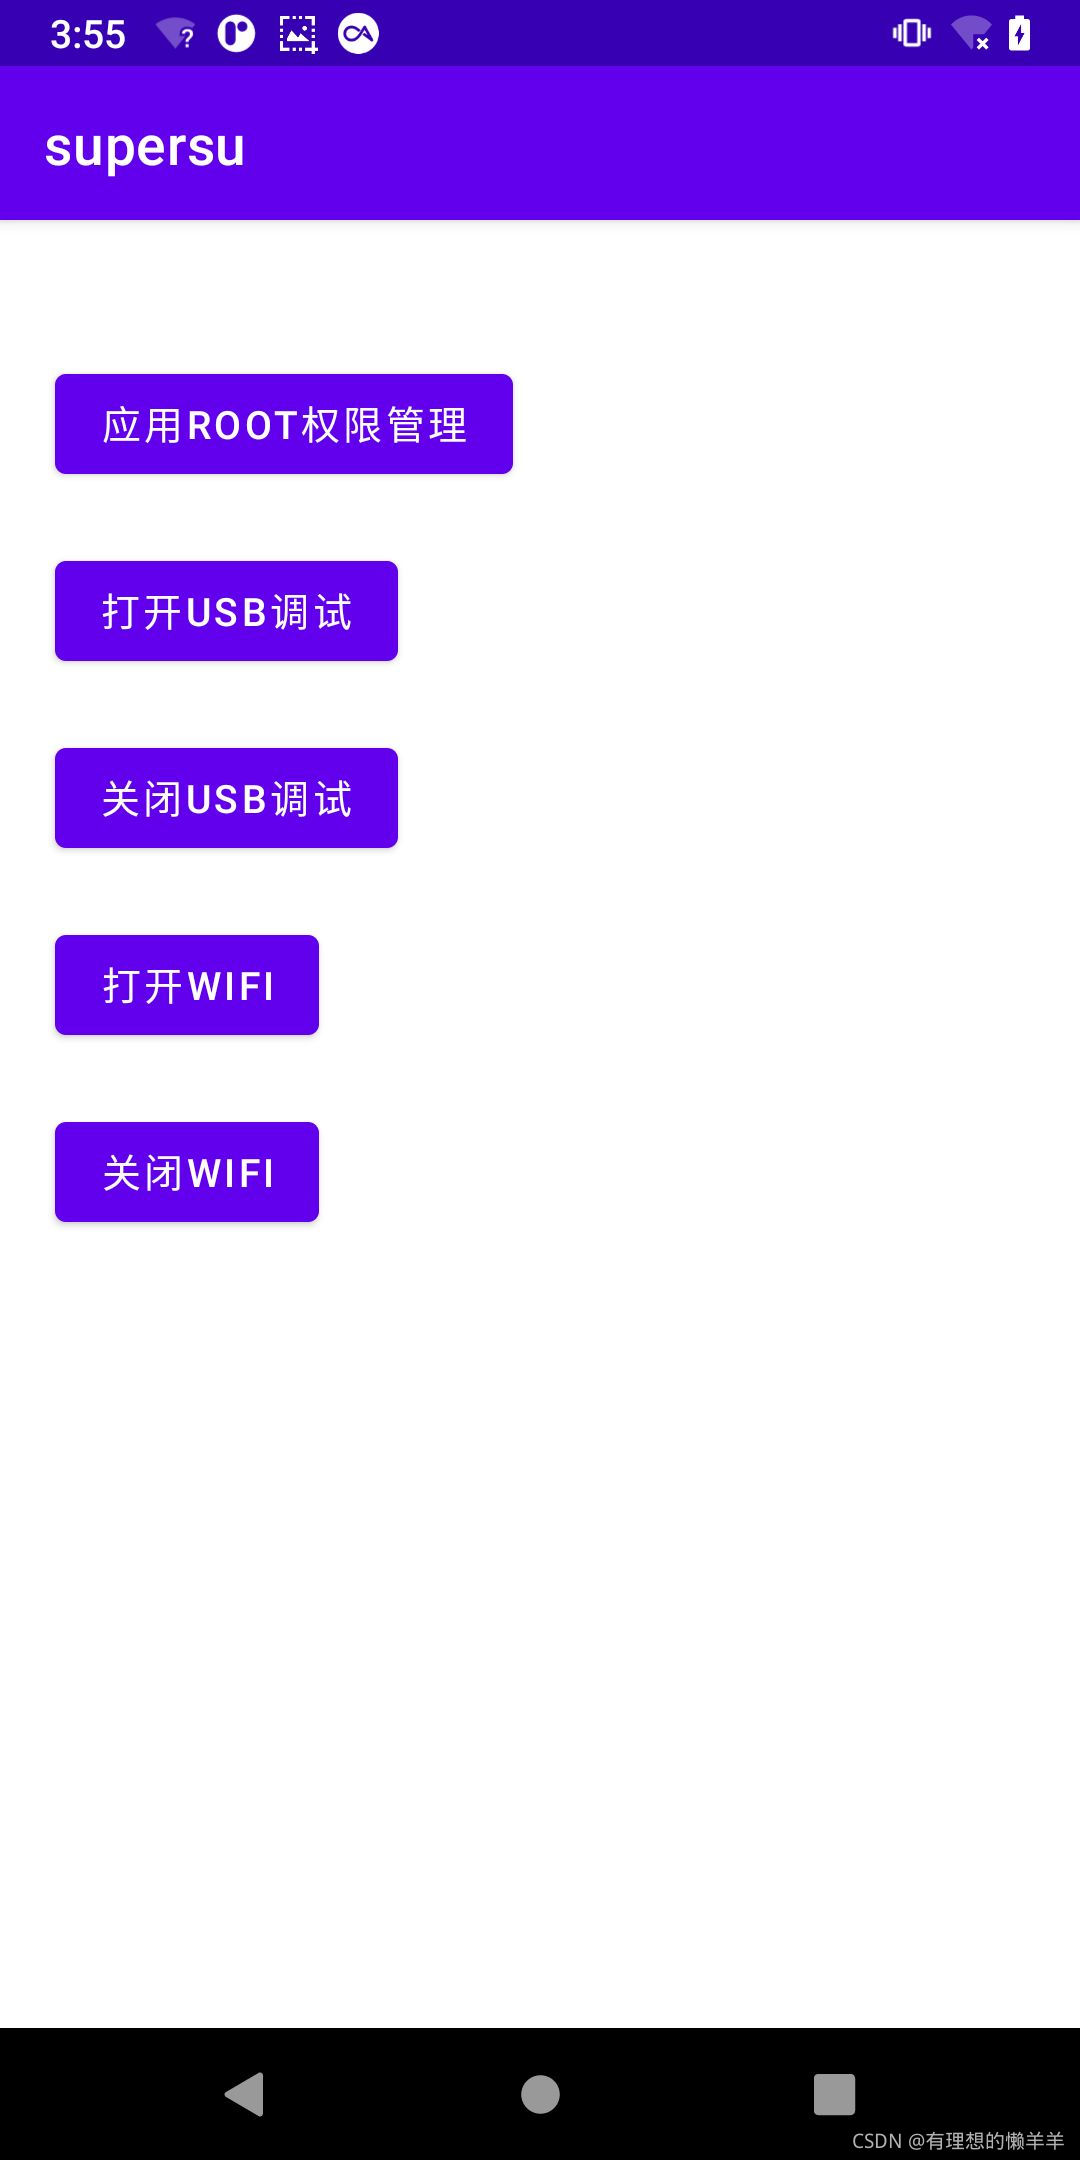 3:55
supersu
应用ROOT权限管理
打开USB调试
关闭USB调试
打开WIFI
关闭WIFI
CSDN @有理想的懒羊羊